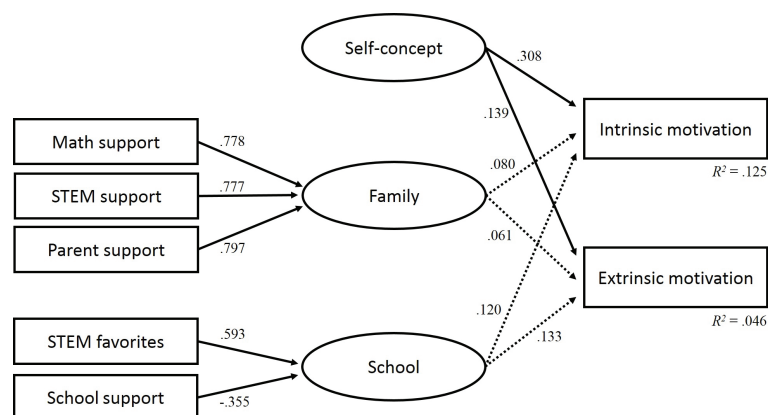 Self-concept
.308
.139
Intrinsic motivation
R² = .125
Math support
.778
STEM support
.777
Parent support
.797
Family
.080
.061
Extrinsic motivation
R² = .046
STEM favorites
.593
School support
-.355
School
.120
.133